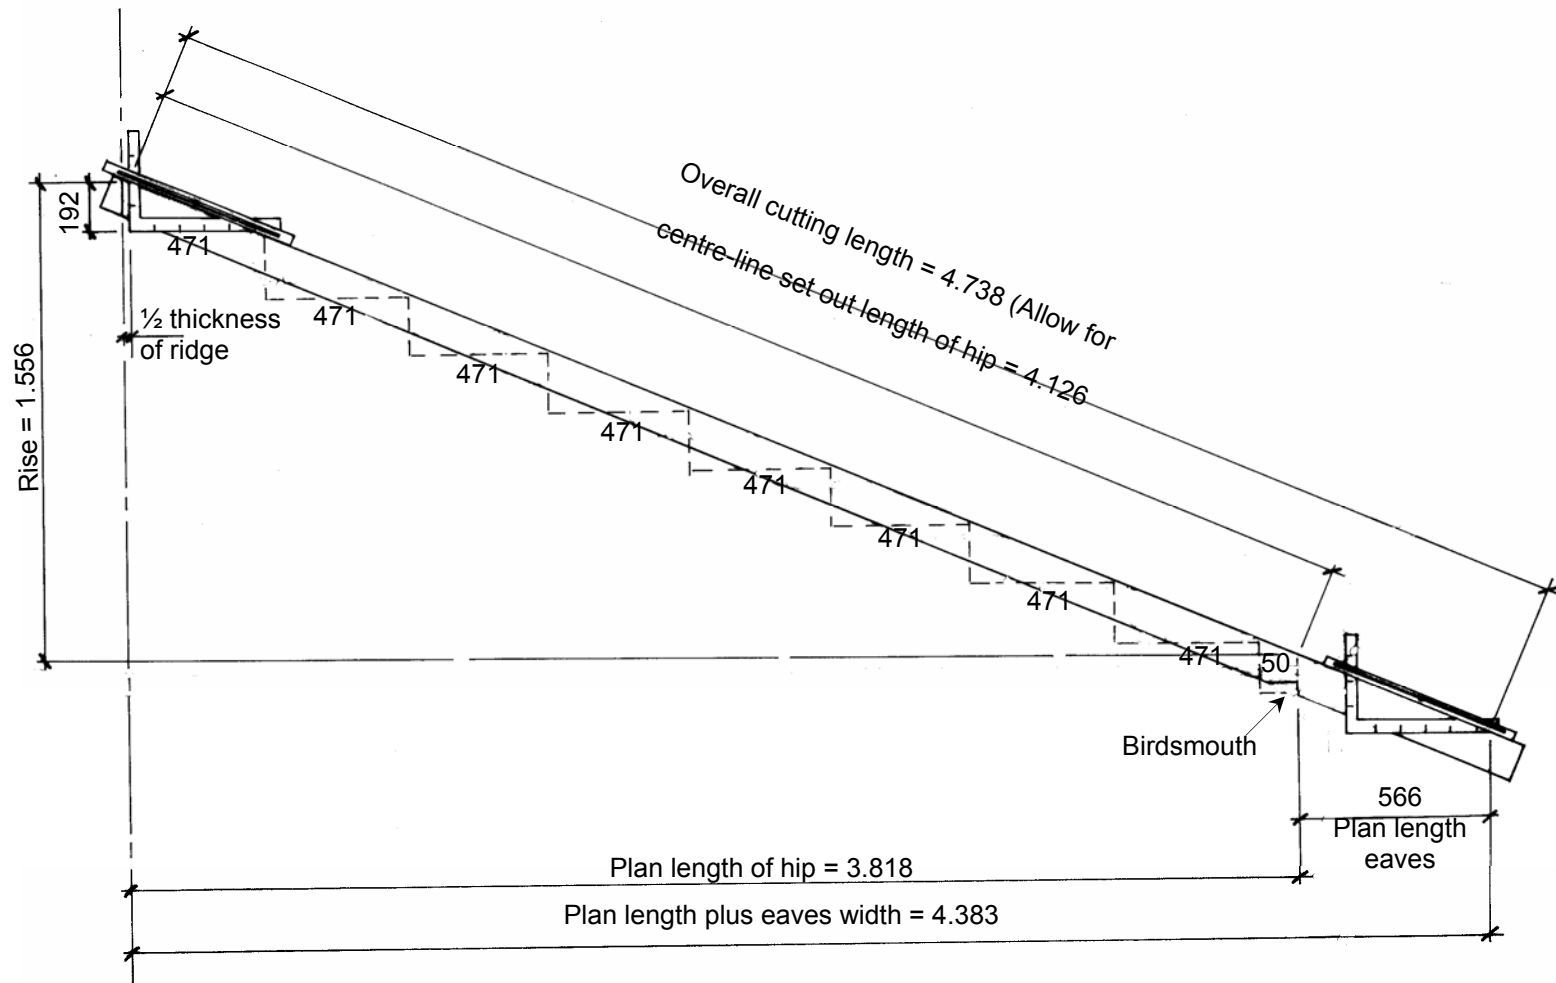 Overall cutting length = 4.738 (Allow for
centre-line set out length of hip = 4.126
192
471
471
½ thickness
of ridge
471
Rise = 1.556
471
471
471
471
471
50
Birdsmouth
566
Plan length
eaves
Plan length of hip = 3.818
Plan length plus eaves width = 4.383